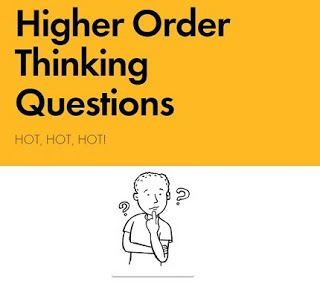 Higher Order
Thinking
Questions
HOT, HOT, HOT!
? ?